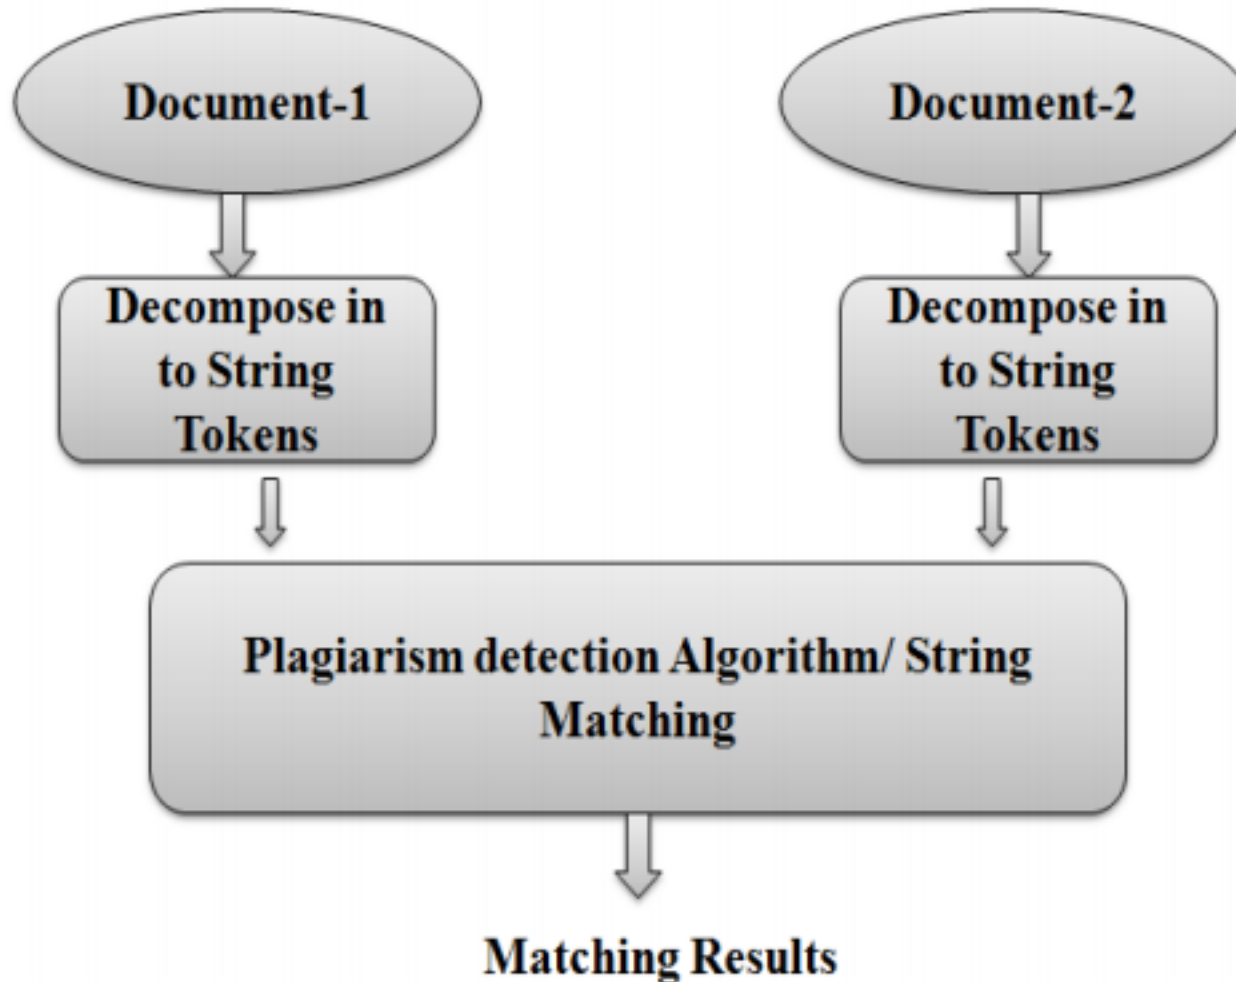 Document-1
Document-2
Decompose in
to String
Tokens
Decompose in
to String
Tokens
Plagiarism detection Algorithm/ String
Matching
Matching Results